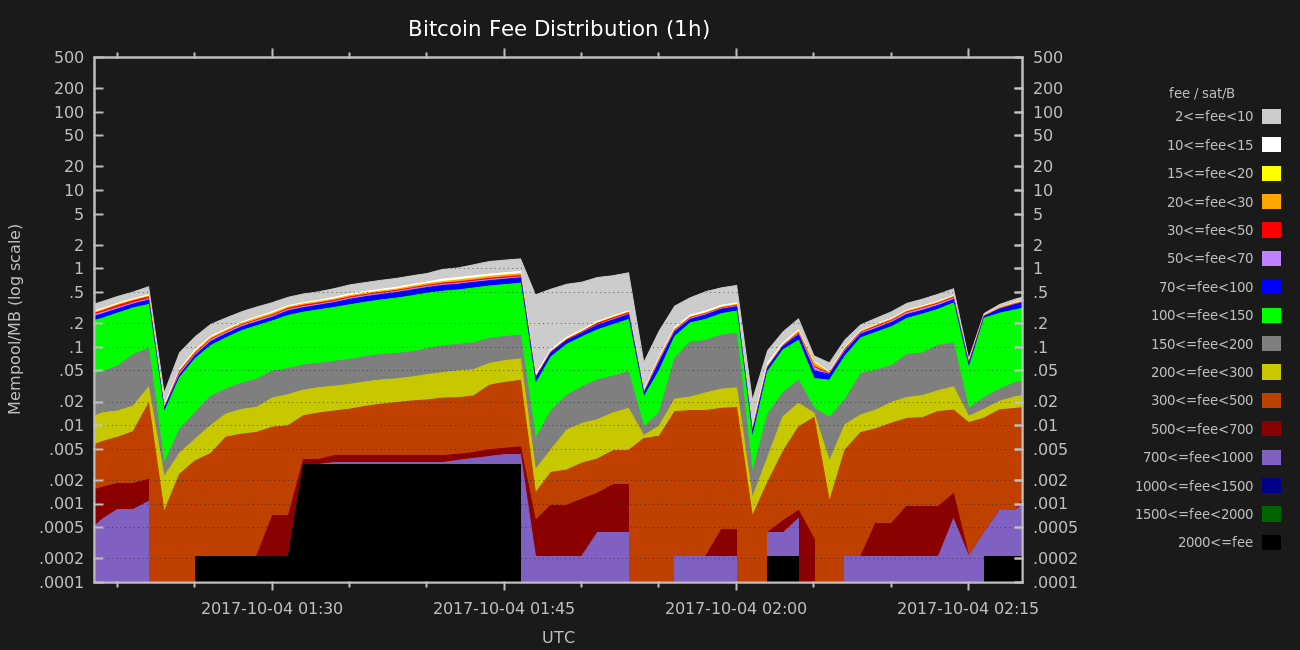 Bitcoin Fee Distribution (1h)
Mempool/MB (log scale)
500
200
100
50
20
10
5
2
1
.5
.2
.1
.05
.02
.01
.005
.002
.001
.0005
.0002
.0001
500
200
100
50
20
10
5
2
1
.5
.2
.1
.05
.02
.01
.005
.002
.001
.0005
.0002
.0001
2017-10-04 01:30
2017-10-04 01:45
2017-10-04 02:00
2017-10-04 02:15
UTC
fee / sat/B
2<=fee<10
10<=fee<15
15<=fee<20
20<=fee<30
30<=fee<50
50<=fee<70
70<=fee<100
100<=fee<150
150<=fee<200
200<=fee<300
300<=fee<500
500<=fee<700
700<=fee<1000
1000<=fee<1500
1500<=fee<2000
2000<=fee